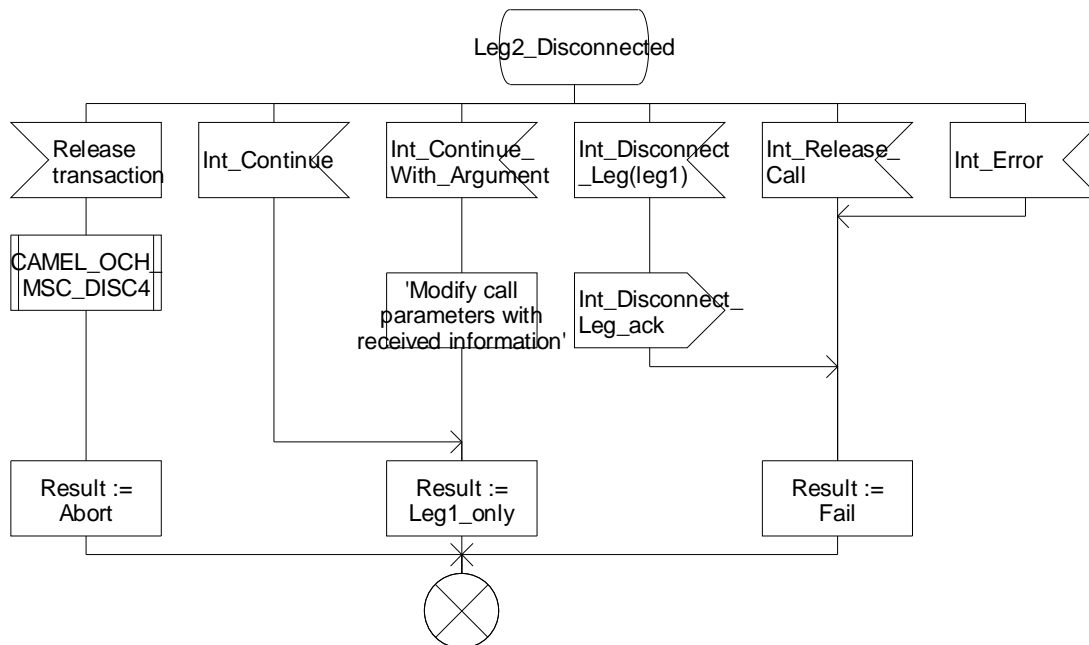 Leg2_Disconnected
Release
transaction
Int_Continue
Int_Continue_
With_Argument
Int_Disconnect
_Leg(leg1)
Int_Release_
Call
Int_Error
CAMEL_OCH_
MSC_DISC4
'Modify call
parameters with
received information'
Int_Disconnect_
Leg_ack
Result :=
Abort
Result :=
Leg1_only
Result :=
Fail